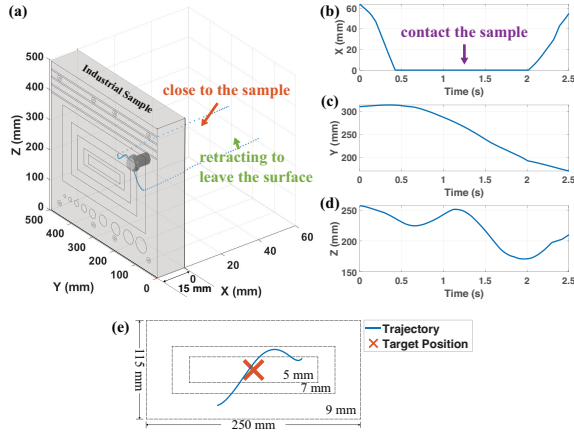 (a)
Industrial Sample
close to the sample
retracting to
leave the surface
Z (mm)
500
400
300
200
100
0
500
400
300
200
100
0
Y (mm)
15 mm
0
20
40
60
X (mm)
(b)
X (mm)
60
40
20
0
contact the sample
0
0.5
1
1.5
2
2.5
Time (s)
(c)
Y (mm)
300
250
200
0
0.5
1
1.5
2
2.5
Time (s)
(d)
Z (mm)
250
200
150
0
0.5
1
1.5
2
2.5
Time (s)
(e)
115 mm
250 mm
5 mm
7 mm
9 mm
Trajectory
Target Position